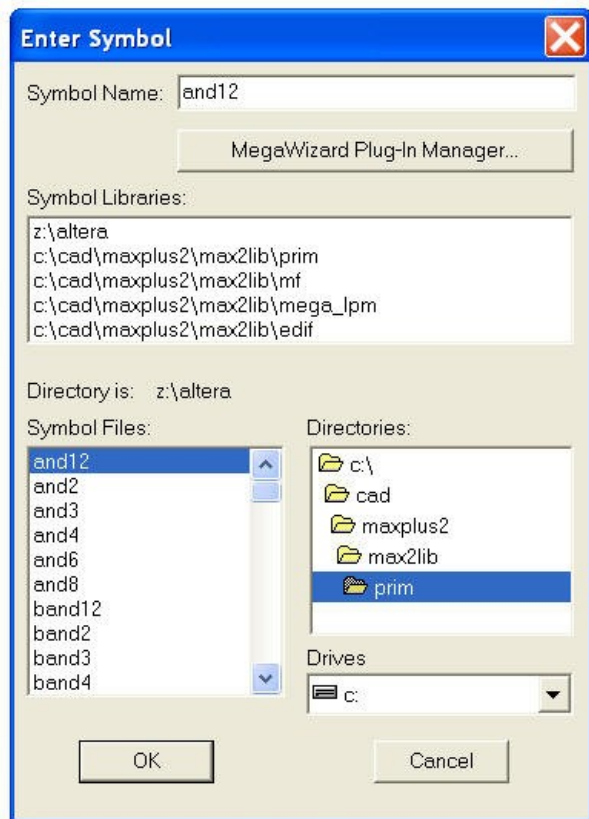 Enter Symbol
Symbol Name: and12
MegaWizard Plug-In Manager...
Symbol Libraries:
z:\altera
c:\cad\maxplus2\max2lib\prim
c:\cad\maxplus2\max2lib\mf
c:\cad\maxplus2\max2lib\mega_lpm
c:\cad\maxplus2\max2lib\edif
Directory is: z:\altera
Symbol Files:
and12
and2
and3
and4
and6
and8
band12
band2
band3
band4
Directories:
c:\
cad
maxplus2
max2lib
prim
Drives
c:
OK
Cancel